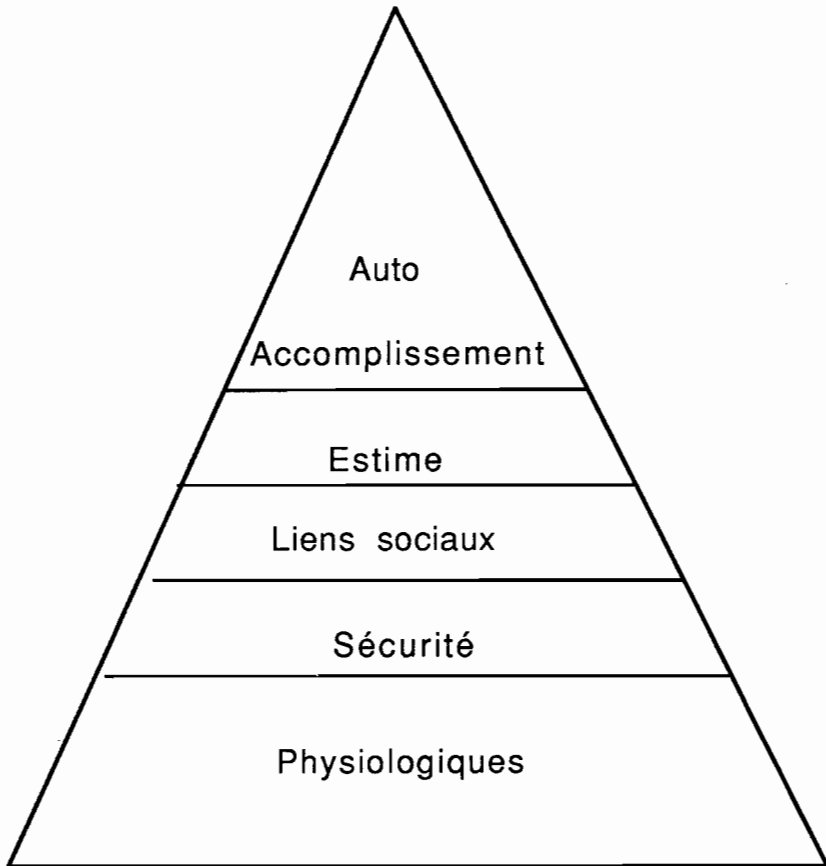 Auto
Accomplissement
Estime
Liens sociaux
Sécurité
Physiologiques